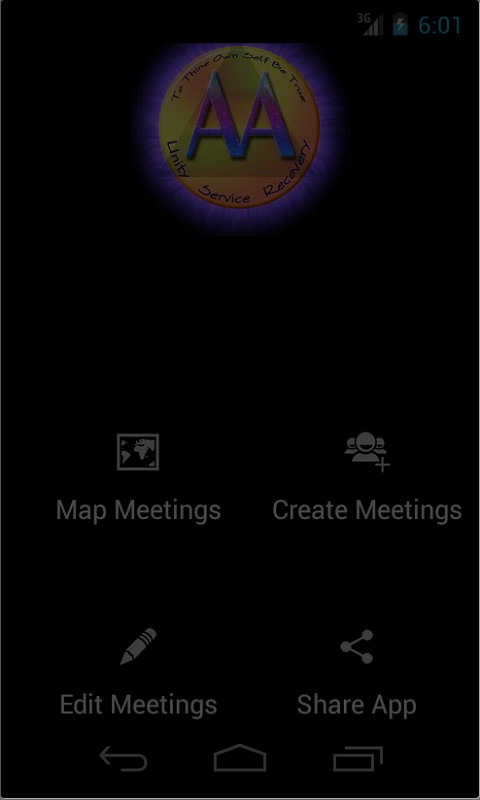 3G 6:01
To Thine Own Self Be True
AA
Unity Service Recovery
Map Meetings
Create Meetings
Edit Meetings
Share App